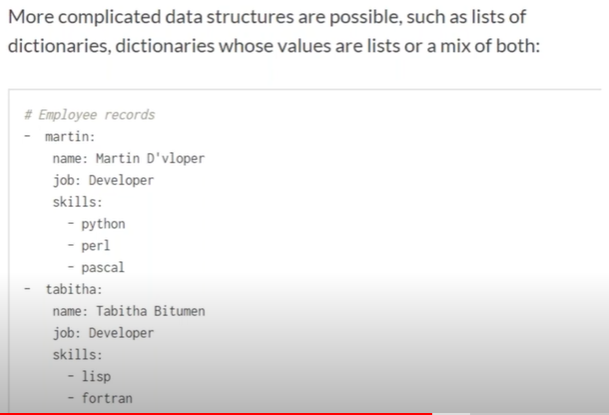 More complicated data structures are possible, such as lists of
dictionaries, dictionaries whose values are lists or a mix of both:
# Employee records
- martin:
    name: Martin D'vloper
    job: Developer
    skills:
      - python
      - perl
      - pascal
- tabitha:
    name: Tabitha Bitumen
    job: Developer
    skills:
      - lisp
      - fortran